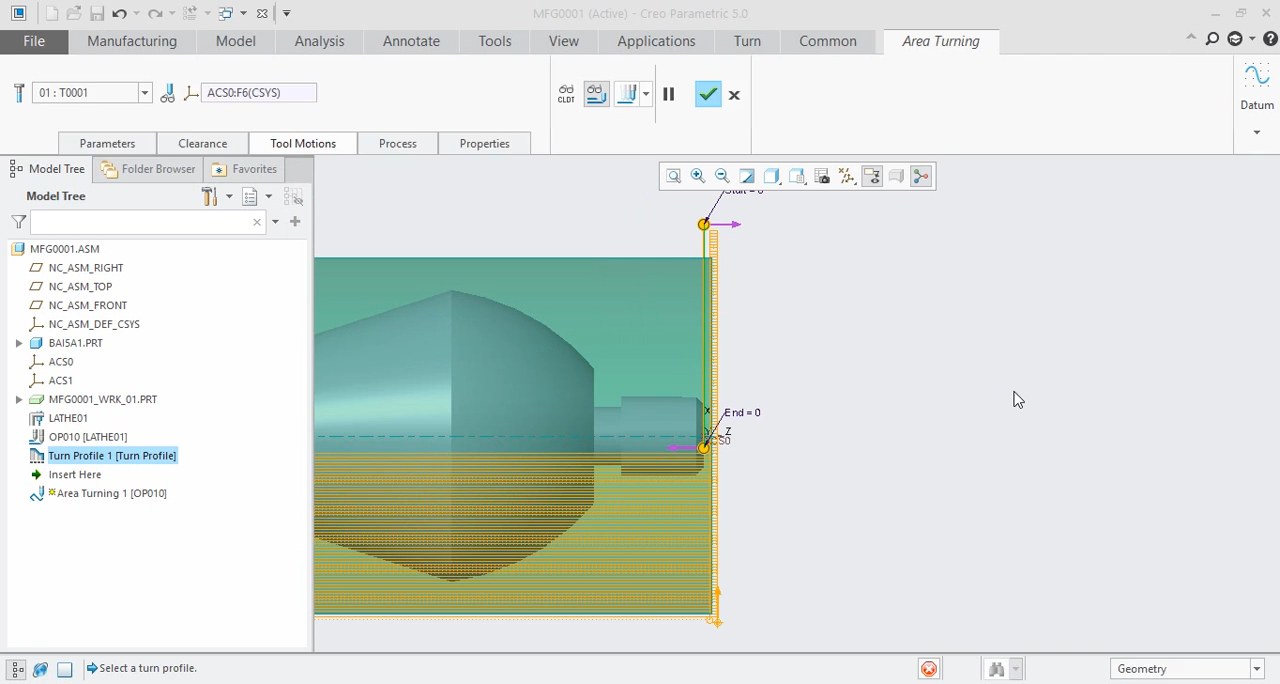 MFG0001 (Active) - Creo Parametric 5.0
File Manufacturing Model Analysis Annotate Tools View Applications Turn Common Area Turning
01 : T0001 ACS0:F6(CSYS) CLDT Datum
Parameters Clearance Tool Motions Process Properties
Model Tree Folder Browser Favorites
Model Tree
MFG0001.ASM
NC_ASM_RIGHT
NC_ASM_TOP
NC_ASM_FRONT
NC_ASM_DEF_CSYS
BAI5A1.PRT
ACS0
ACS1
MFG0001_WRK_01.PRT
LATHE01
OP010 [LATHE01]
Turn Profile 1 [Turn Profile]
Insert Here
Area Turning 1 [OP010]
Start = 0
X
End = 0
Y
Z
Select a turn profile.
Geometry